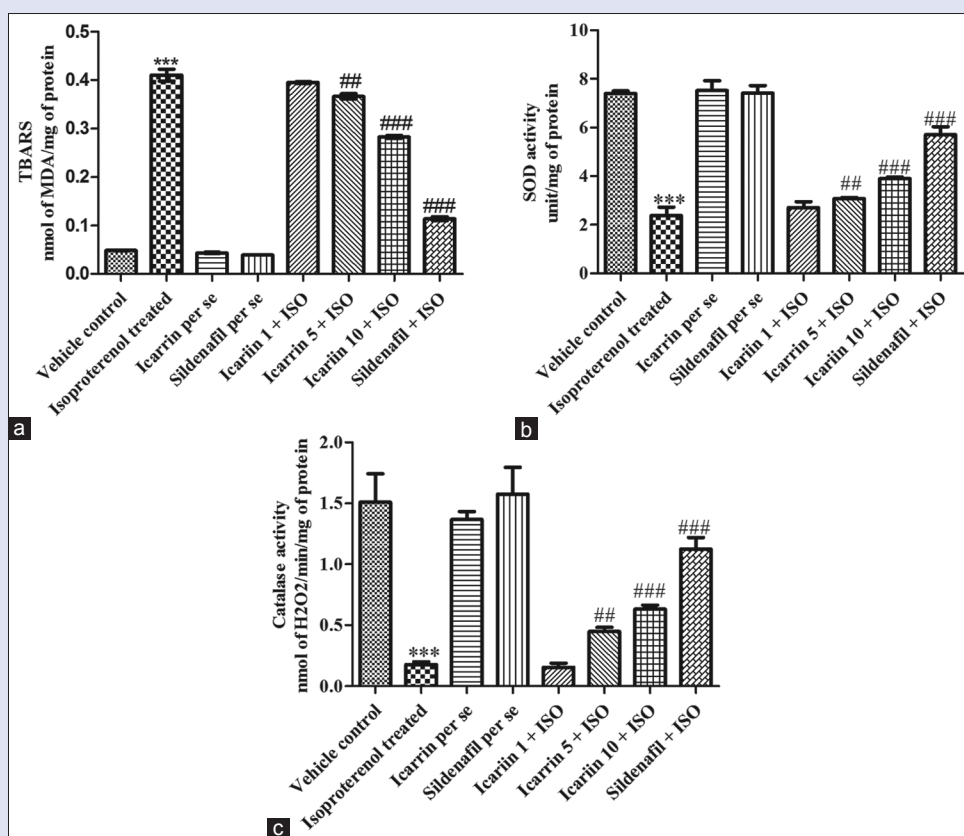 TBARS
nmol of MDA/mg of protein
0.5
0.4
0.3
0.2
0.1
0.0
***
##
###
###
Vehicle control
Isoproterenol treated
Icarrin per se
Sildenafil per se
Icariin 1 + ISO
Icarrin 5 + ISO
Icariin 10 + ISO
Sildenafil + ISO
a
SOD activity
unit/mg of protein
10
8
6
4
2
0
***
##
###
###
Vehicle control
Isoproterenol treated
Icarrin per se
Sildenafil per se
Icariin 1 + ISO
Icarrin 5 + ISO
Icariin 10 + ISO
Sildenafil + ISO
b
Catalase activity
nmol of H2O2/min/mg of protein
2.0
1.5
1.0
0.5
0.0
***
##
###
###
Vehicle control
Isoproterenol treated
Icarrin per se
Sildenafil per se
Icariin 1 + ISO
Icarrin 5 + ISO
Icariin 10 + ISO
Sildenafil + ISO
c